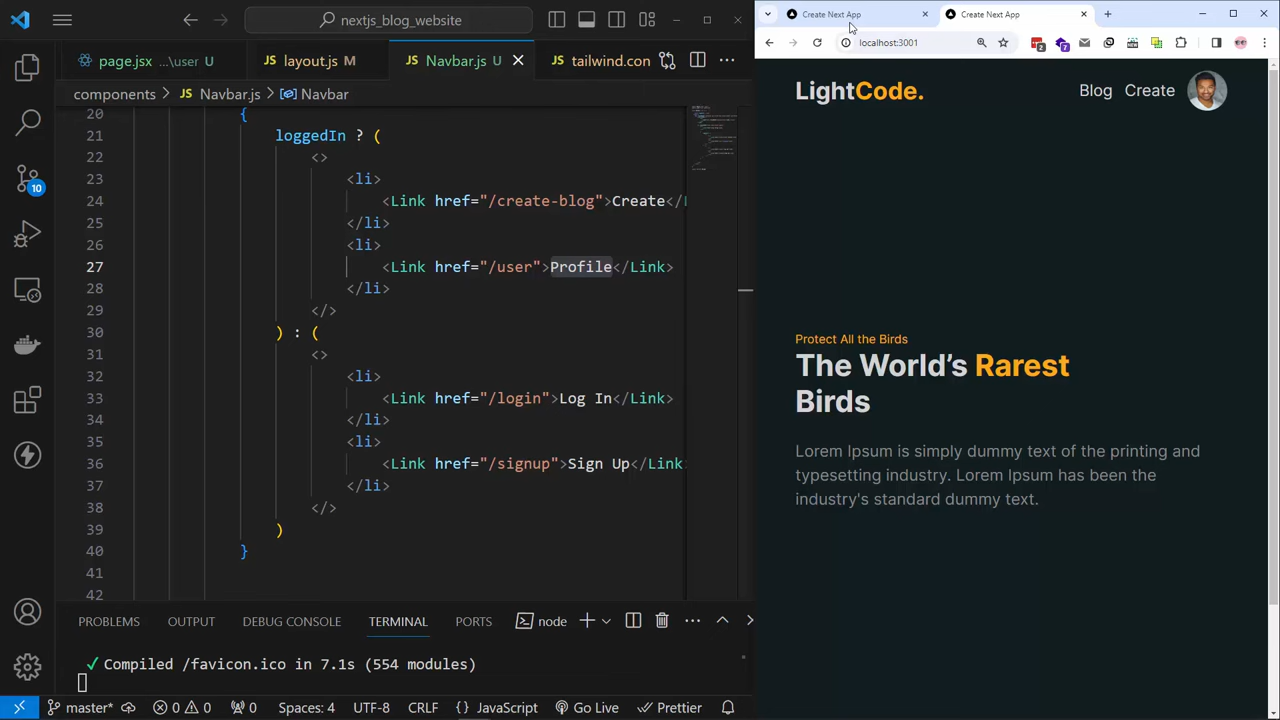 nextjs_blog_website
page.jsx ...\user U
layout.js M
Navbar.js U
tailwind.con
components > Navbar.js > Navbar
20 {
21 loggedIn ? (
22 <>
23 <li>
24 <Link href="/create-blog">Create</
25 </li>
26 <li>
27 <Link href="/user">Profile</Link>
28 </li>
29 </>
30 ) : (
31 <>
32 <li>
33 <Link href="/login">Log In</Link>
34 </li>
35 <li>
36 <Link href="/signup">Sign Up</Link
37 </li>
38 </>
39 )
40 }
41
42
PROBLEMS OUTPUT DEBUG CONSOLE TERMINAL PORTS node
✓ Compiled /favicon.ico in 7.1s (554 modules)
10
master* 0 0 0 Spaces: 4 UTF-8 CRLF {} JavaScript Go Live Prettier
Create Next App
Create Next App
localhost:3001
2 7
LightCode.
Blog Create
Protect All the Birds
The World's Rarest
Birds
Lorem Ipsum is simply dummy text of the printing and
typesetting industry. Lorem Ipsum has been the
industry's standard dummy text.